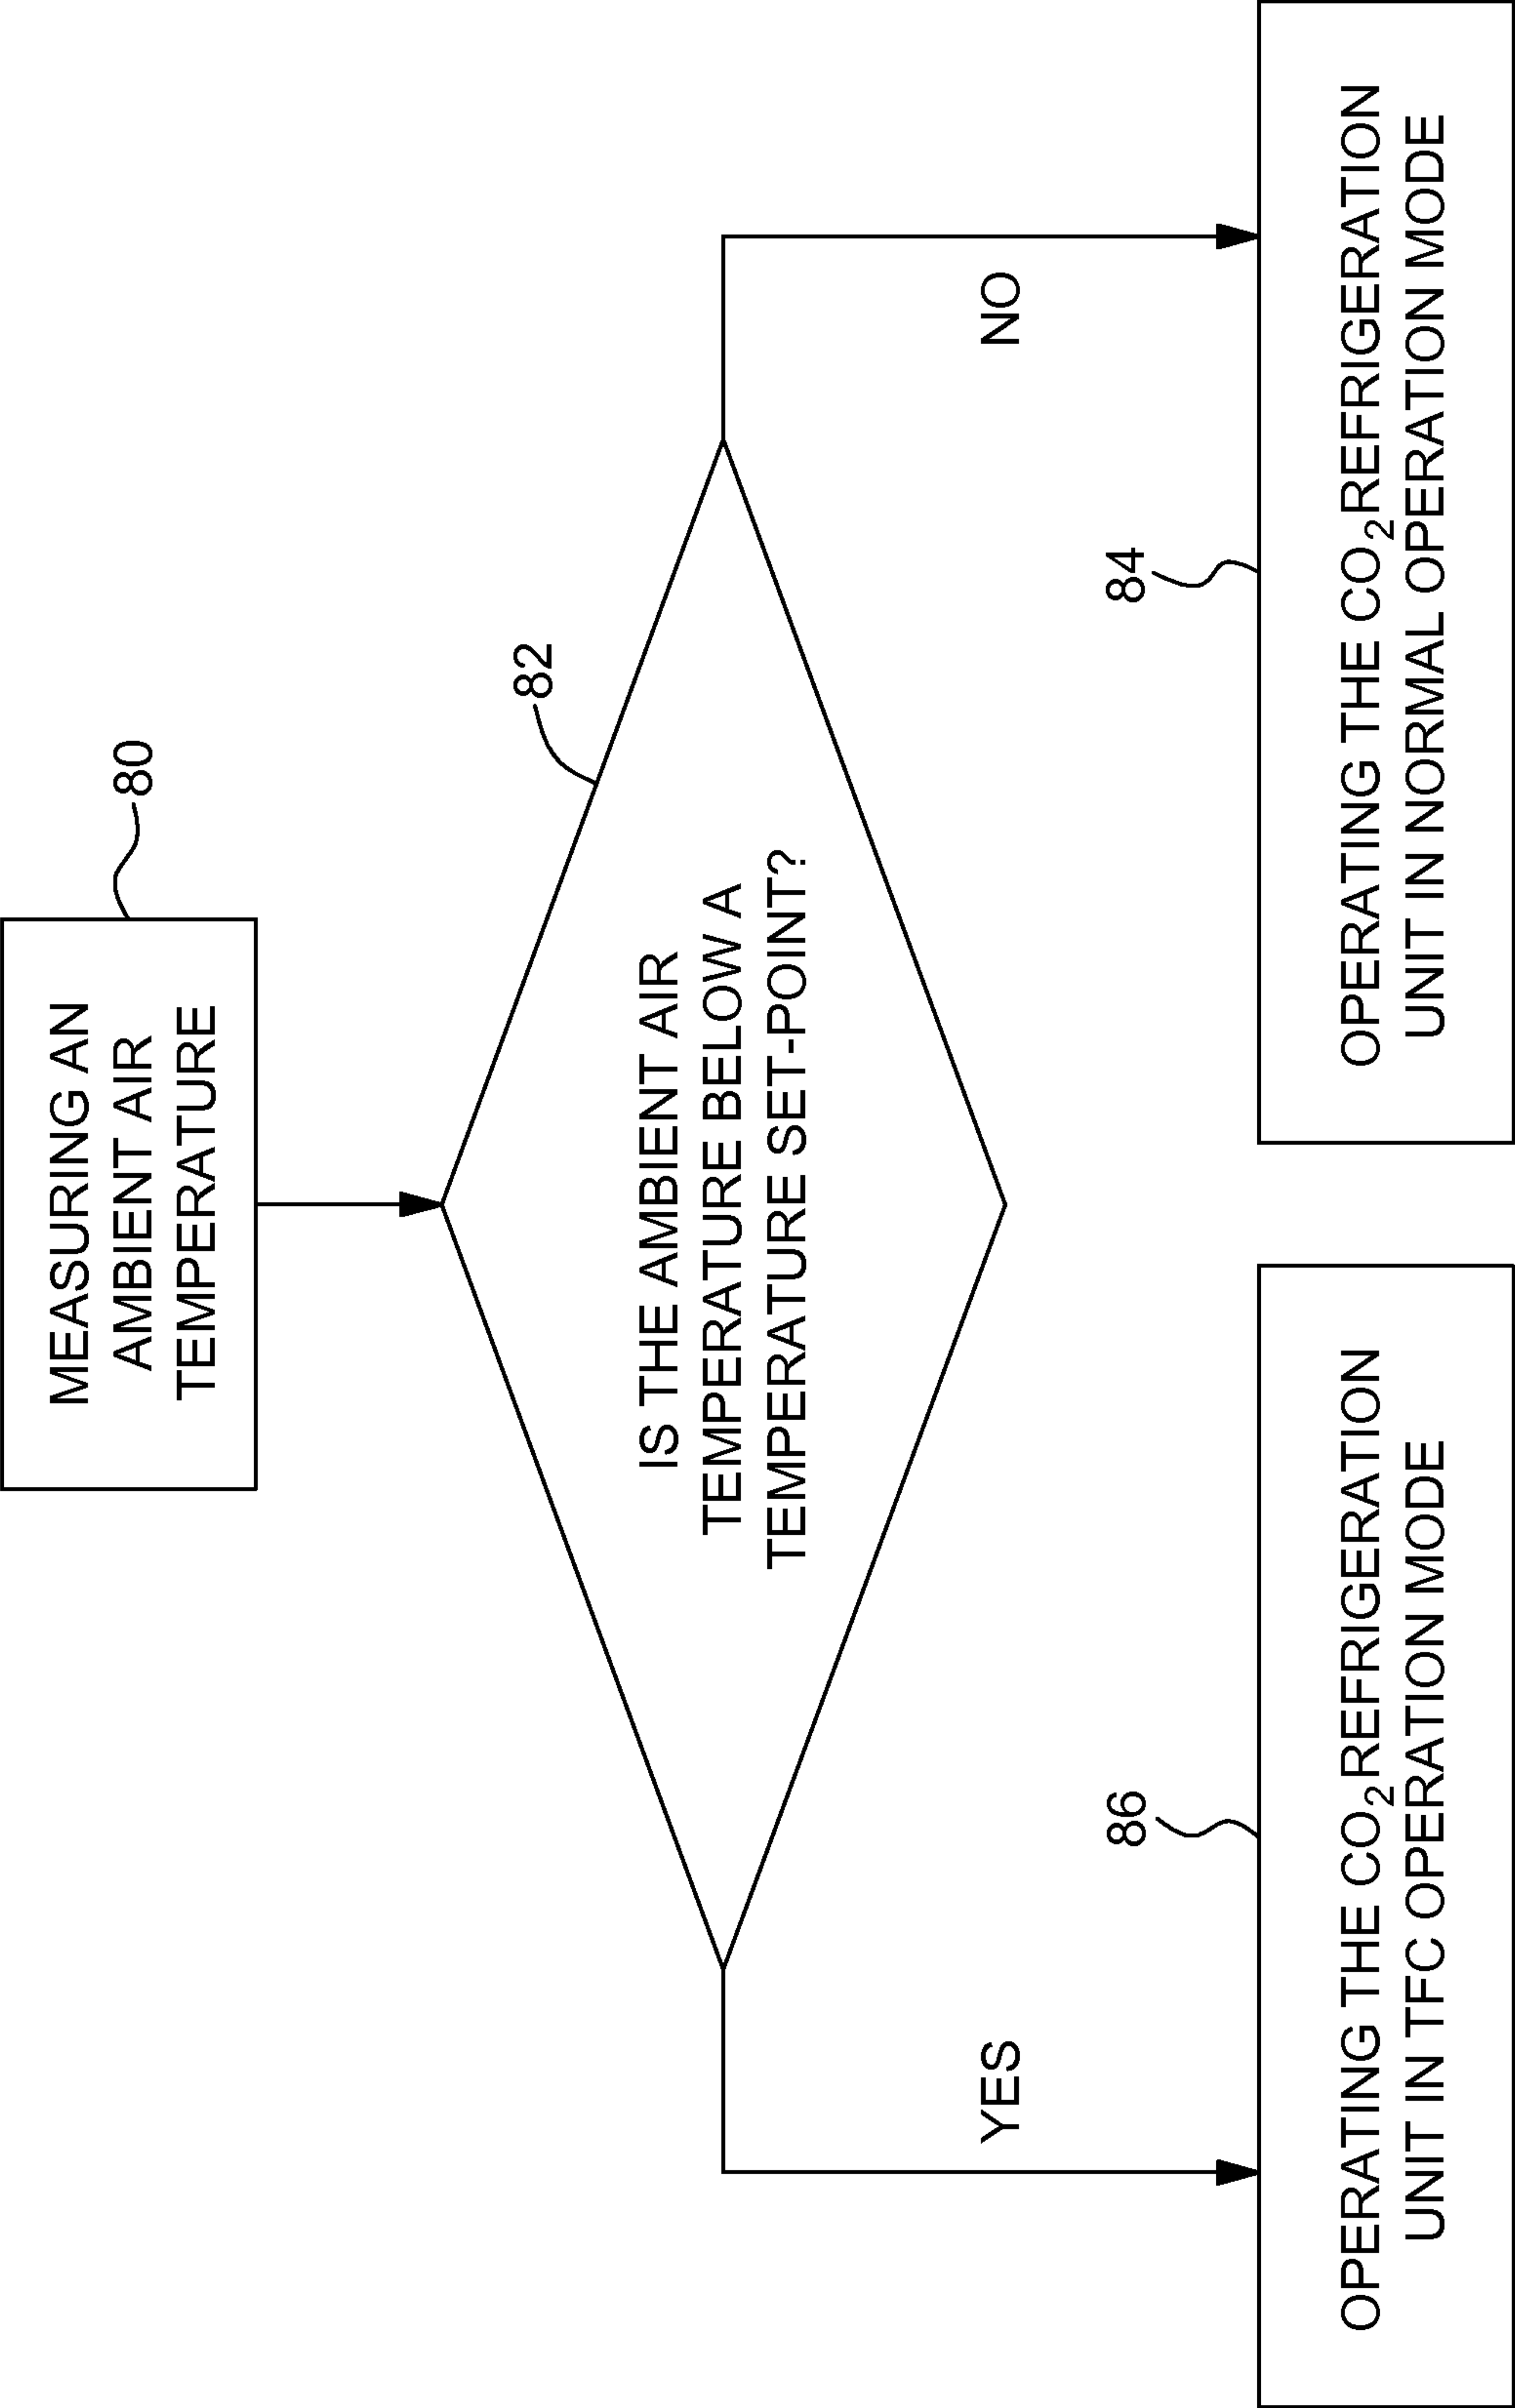 MEASURING AN
AMBIENT AIR
TEMPERATURE
80
82
IS THE AMBIENT AIR
TEMPERATURE BELOW A
TEMPERATURE SET-POINT?
YES
NO
86
84
OPERATING THE CO2 REFRIGERATION
UNIT IN TFC OPERATION MODE
OPERATING THE CO2 REFRIGERATION
UNIT IN NORMAL OPERATION MODE